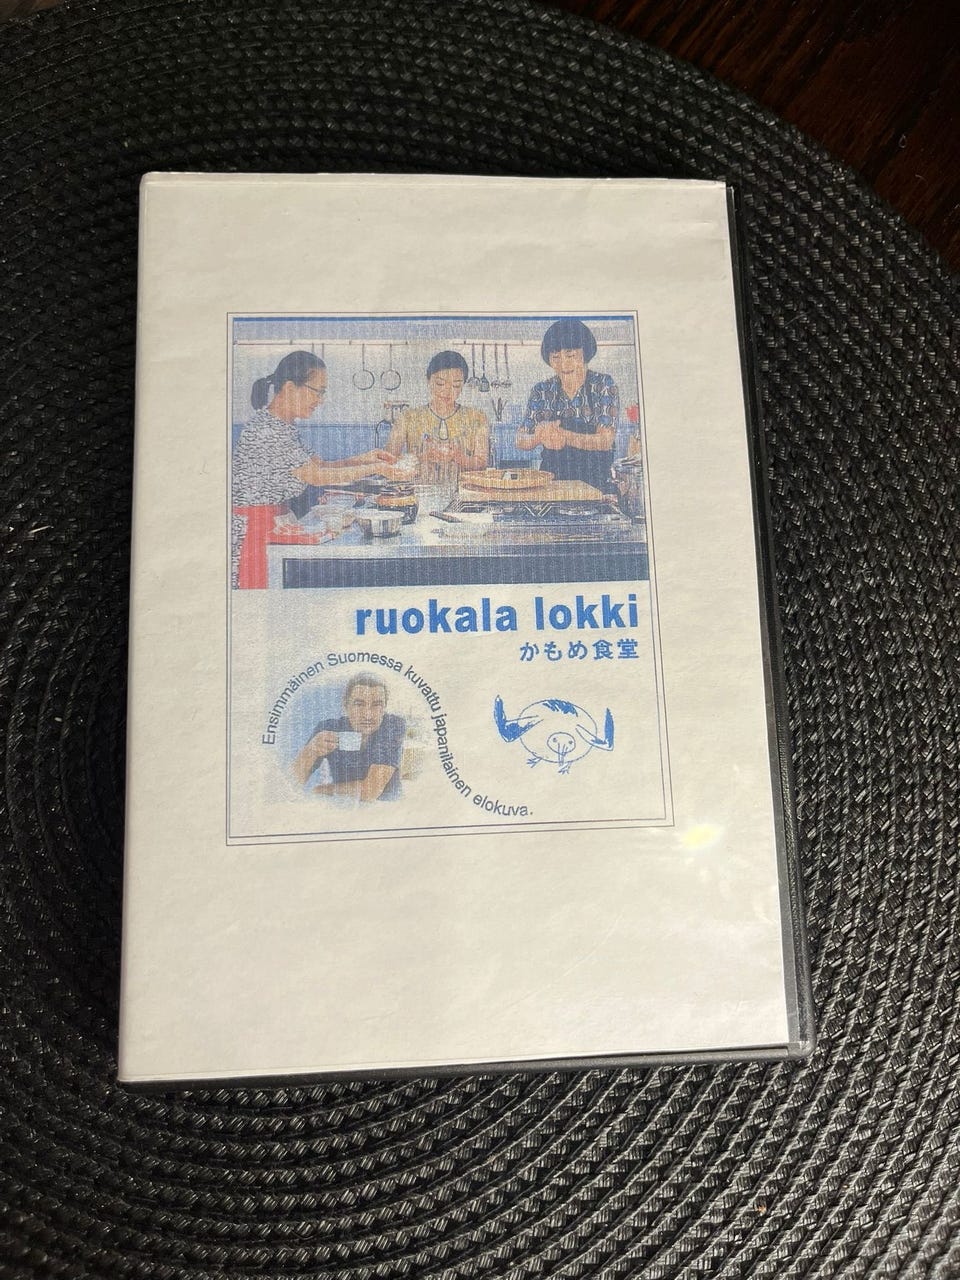 ruokala lokki
かもめ食堂
Ensimmäinen Suomessa kuvattu japanilainen elokuva.